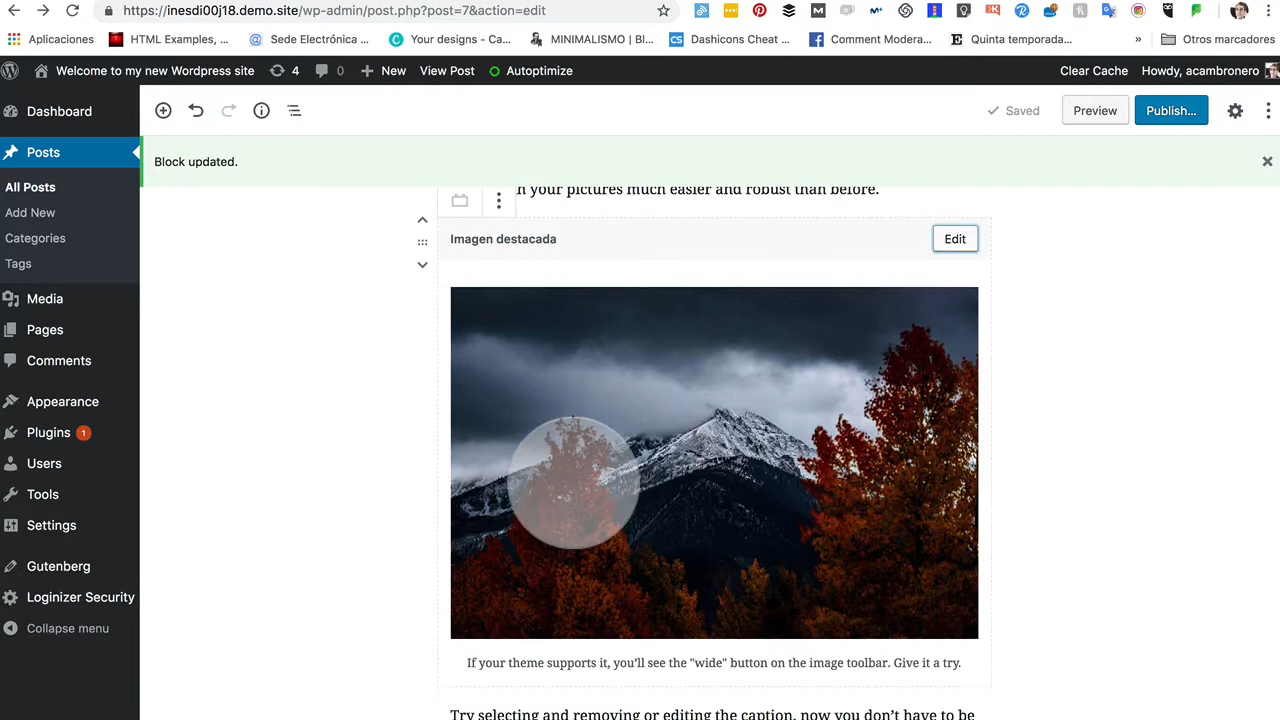 https://inesdi00j18.demo.site/wp-admin/post.php?post=7&action=edit
Aplicaciones
HTML Examples, ...
Sede Electrónica ...
Your designs - Ca...
MINIMALISMO | Bl...
Dashicons Cheat ...
Comment Modera...
Quinta temporada...
»
Otros marcadores
Welcome to my new Wordpress site
4
0
New
View Post
Autoptimize
Clear Cache
Howdy, acambronero
Dashboard
Posts
All Posts
Add New
Categories
Tags
Media
Pages
Comments
Appearance
Plugins 1
Users
Tools
Settings
Gutenberg
Loginizer Security
Collapse menu
Saved
Preview
Publish...
Block updated.
n your pictures much easier and robust than before.
Imagen destacada
Edit
If your theme supports it, you’ll see the "wide" button on the image toolbar. Give it a try.
Try selecting and removing or editing the caption, now you don’t have to be